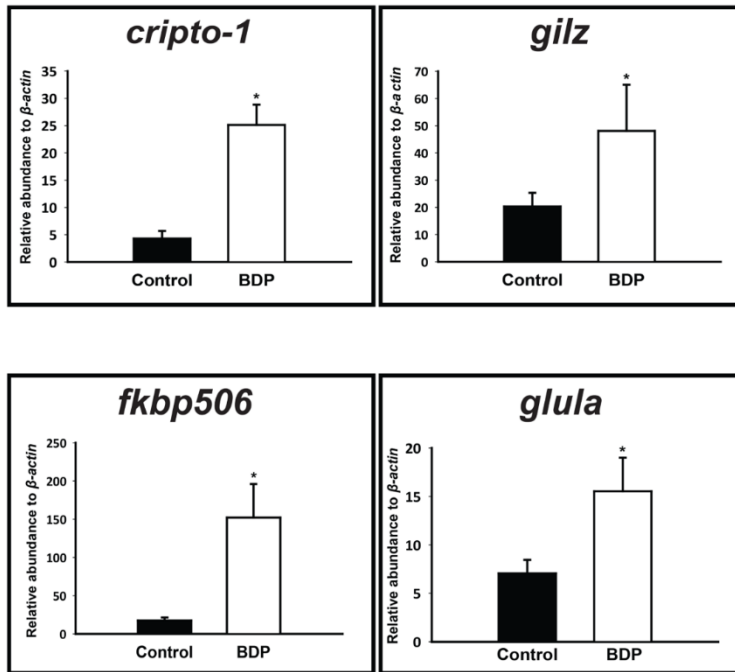 cripto-1
Relative abundance to β-actin
35
30
25
20
15
10
5
0
*
Control BDP
gilz
Relative abundance to β-actin
70
60
50
40
30
20
10
0
*
Control BDP
fkbp506
Relative abundance to β-actin
250
200
150
100
50
0
*
Control BDP
glula
Relative abundance to β-actin
20
15
10
5
0
*
Control BDP